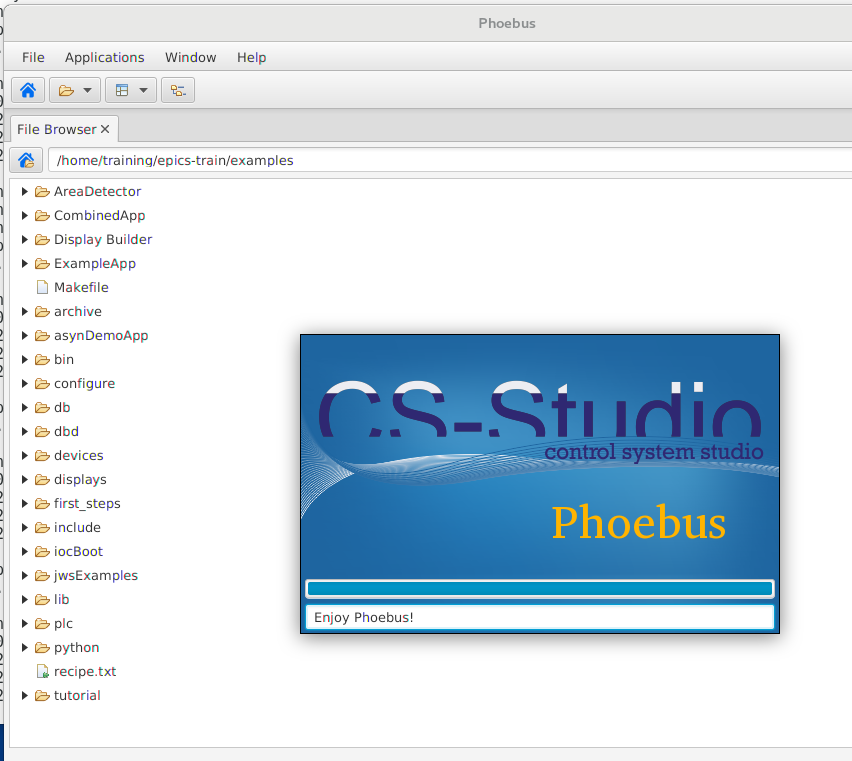 Phoebus
File Applications Window Help
File Browser
/home/training/epics-train/examples
AreaDetector
CombinedApp
Display Builder
ExampleApp
Makefile
archive
asynDemoApp
bin
configure
db
dbd
devices
displays
first_steps
include
iocBoot
jwsExamples
lib
plc
python
recipe.txt
tutorial
CS-Studio
control system studio
Phoebus
Enjoy Phoebus!